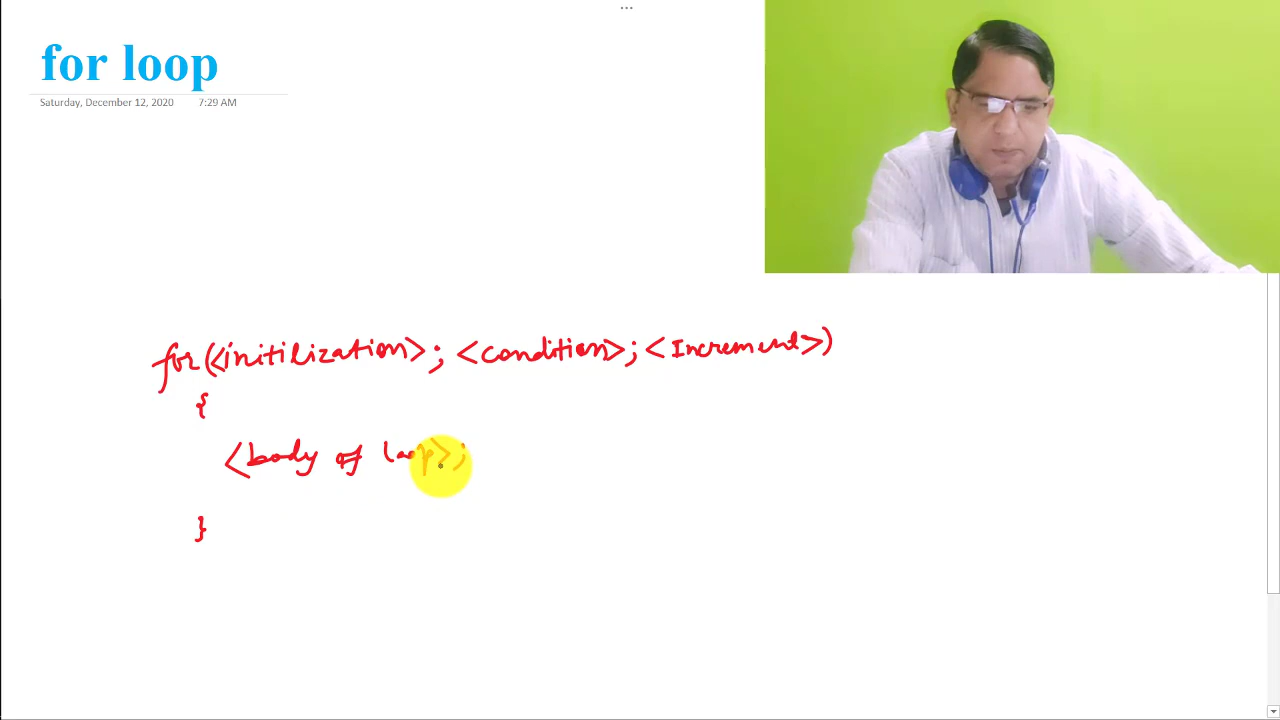 for loop
Saturday, December 12, 2020 7:29 AM
for(<initilization>; <condition>; <Increment>)
{
<body of loop>;
}